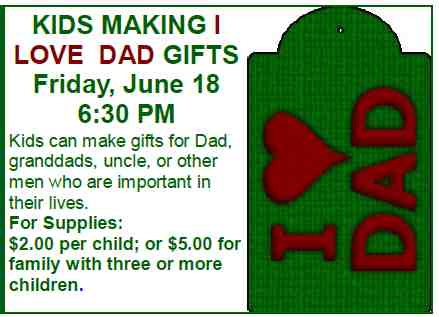 KIDS MAKING I
LOVE DAD GIFTS
Friday, June 18
6:30 PM
Kids can make gifts for Dad,
granddads, uncle, or other
men who are important in
their lives.
For Supplies:
$2.00 per child; or $5.00 for
family with three or more
children.
I ♥
DAD